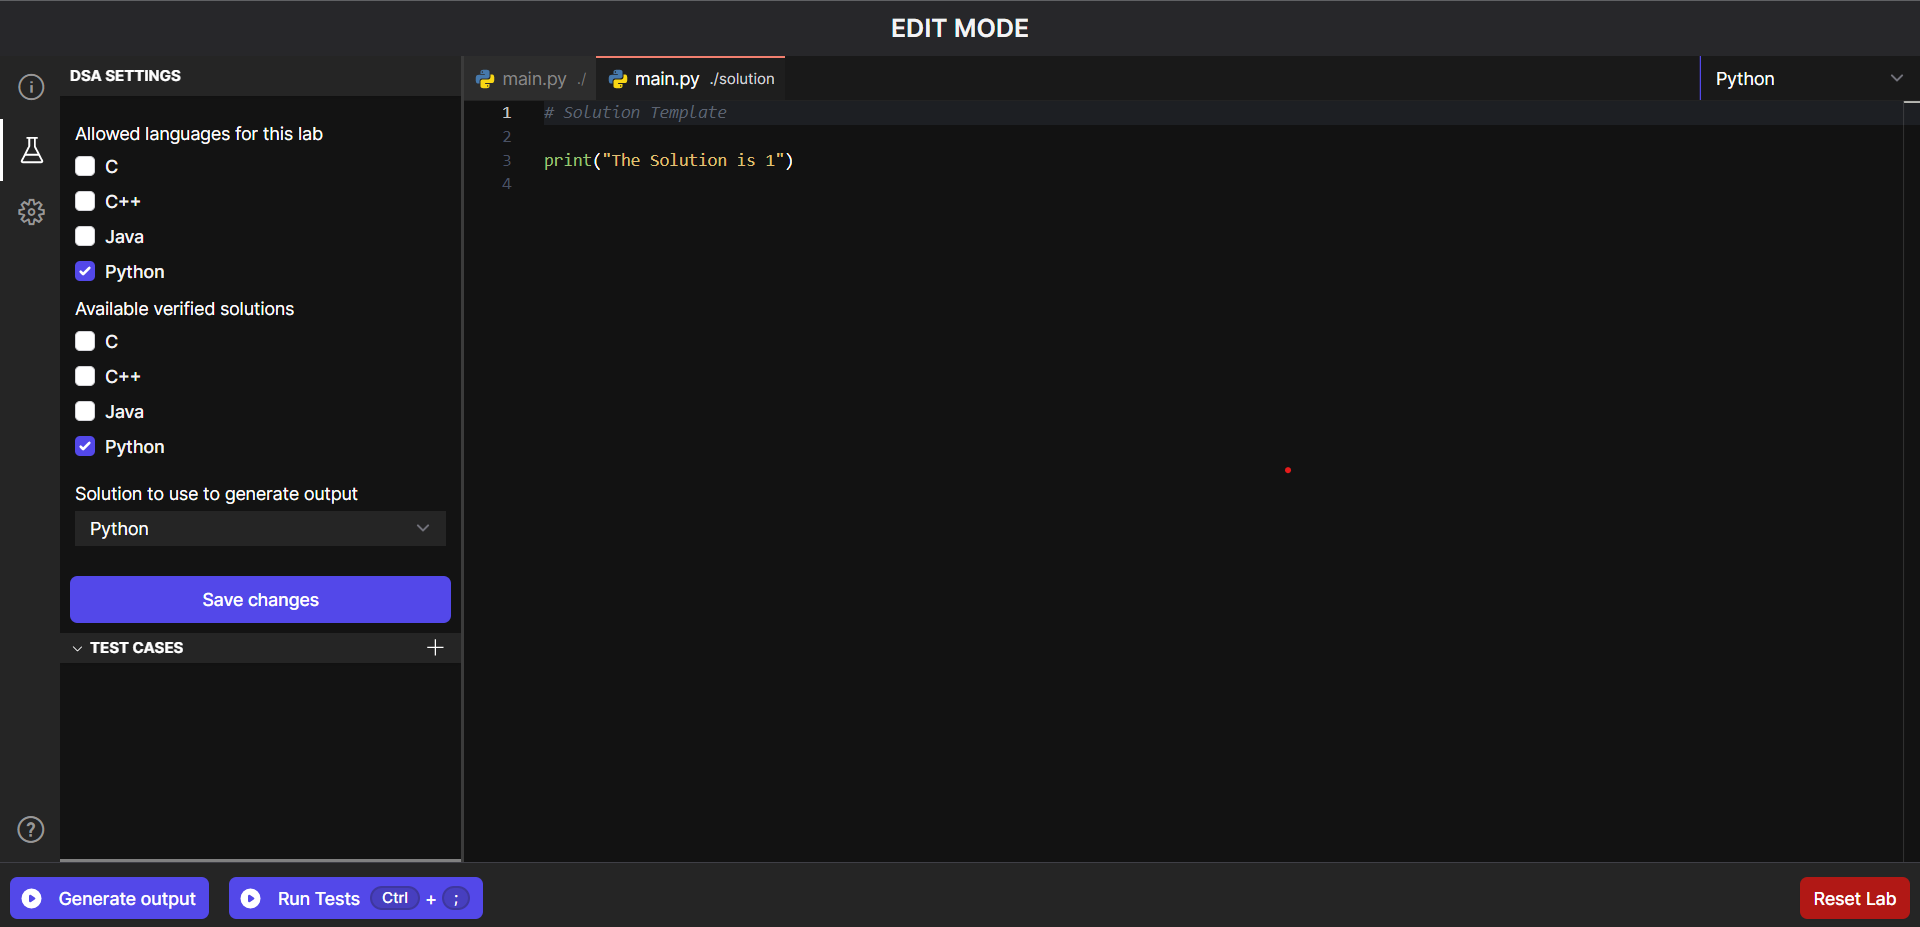 EDIT MODE
DSA SETTINGS
Allowed languages for this lab
C
C++
Java
Python
Available verified solutions
C
C++
Java
Python
Solution to use to generate output
Python
Save changes
TEST CASES
main.py ./
main.py ./solution
Python
1 # Solution Template
2
3 print("The Solution is 1")
4
Generate output
Run Tests Ctrl + ;
Reset Lab